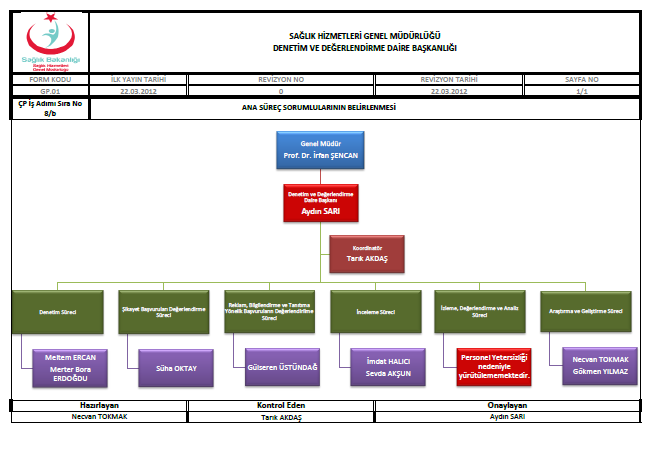 SAĞLIK HİZMETLERİ GENEL MÜDÜRLÜĞÜ
DENETİM VE DEĞERLENDİRME DAİRE BAŞKANLIĞI
Sağlık Bakanlığı
Sağlık Hizmetleri
Genel Müdürlüğü
FORM KODU
İLK YAYIN TARİHİ
REVİZYON NO
REVİZYON TARİHİ
SAYFA NO
GP.01
22.03.2012
0
22.03.2012
1/1
ÇP İş Adımı Sıra No
8/b
ANA SÜREÇ SORUMLULARININ BELİRLENMESİ
Genel Müdür
Prof. Dr. İrfan ŞENCAN
Denetim ve Değerlendirme
Daire Başkanı
Aydın SARI
Koordinatör
Tarık AKDAŞ
Denetim Süreci
Meltem ERCAN
Merter Bora
ERDOĞDU
Şikayet Başvuruları Değerlendirme
Süreci
Süha OKTAY
Reklam, Bilgilendirme ve Tanıtıma
Yönelik Başvuruların Değerlendirilme
Süreci
Gülseren ÜSTÜNDAĞ
İnceleme Süreci
İmdat HALICI
Sevda AKŞUN
İzleme, Değerlendirme ve Analiz
Süreci
Personel Yetersizliği
nedeniyle
yürütülememektedir.
Araştırma ve Geliştirme Süreci
Necvan TOKMAK
Gökmen YILMAZ
Hazırlayan
Kontrol Eden
Onaylayan
Necvan TOKMAK
Tarık AKDAŞ
Aydın SARI